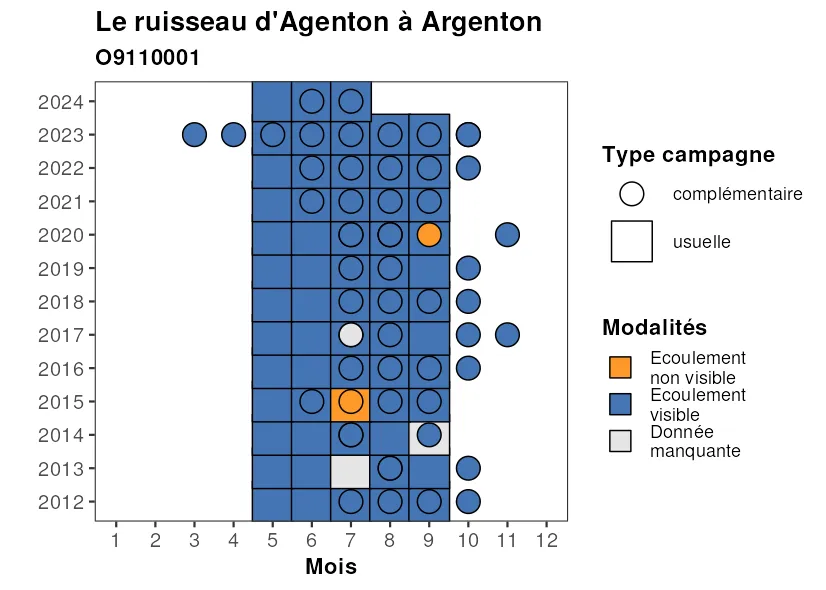 Le ruisseau d'Agenton à Argenton
O9110001
2024
2023
2022
2021
2020
2019
2018
2017
2016
2015
2014
2013
2012
1 2 3 4 5 6 7 8 9 10 11 12
Mois
Type campagne
complémentaire
usuelle
Modalités
Ecoulement
non visible
Ecoulement
visible
Donnée
manquante